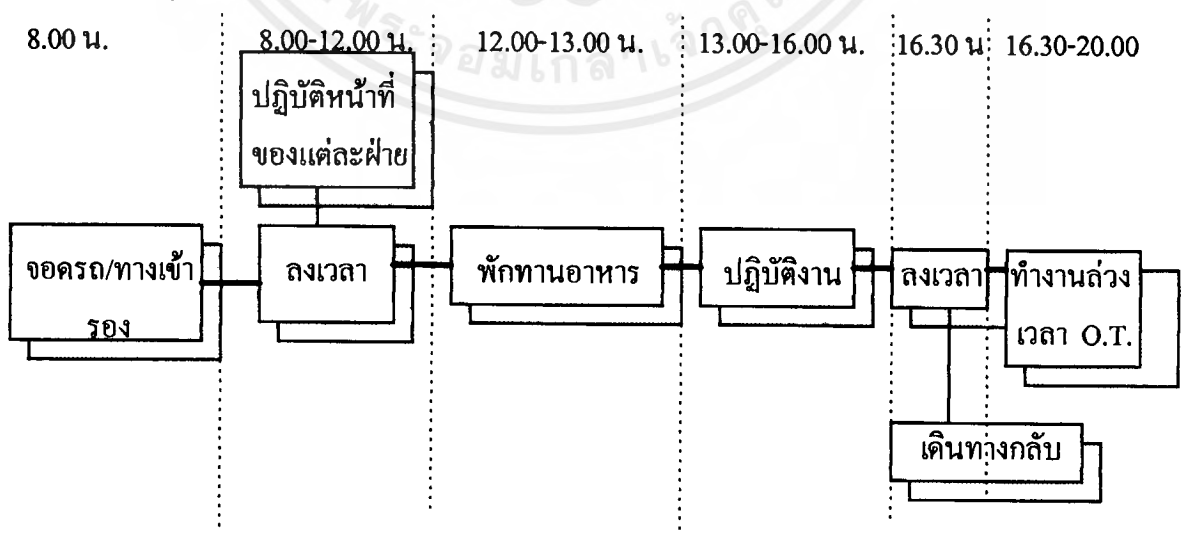 8.00 น.
8.00-12.00 น.
12.00-13.00 น.
13.00-16.00 น.
16.30 น
16.30-20.00
ปฏิบัติหน้าที่
ของแต่ละฝ่าย
จอดรถ/ทางเข้า
รอง
ลงเวลา
พักทานอาหาร
ปฏิบัติงาน
ลงเวลา
ทำงานล่วง
เวลา O.T.
เดินทางกลับ